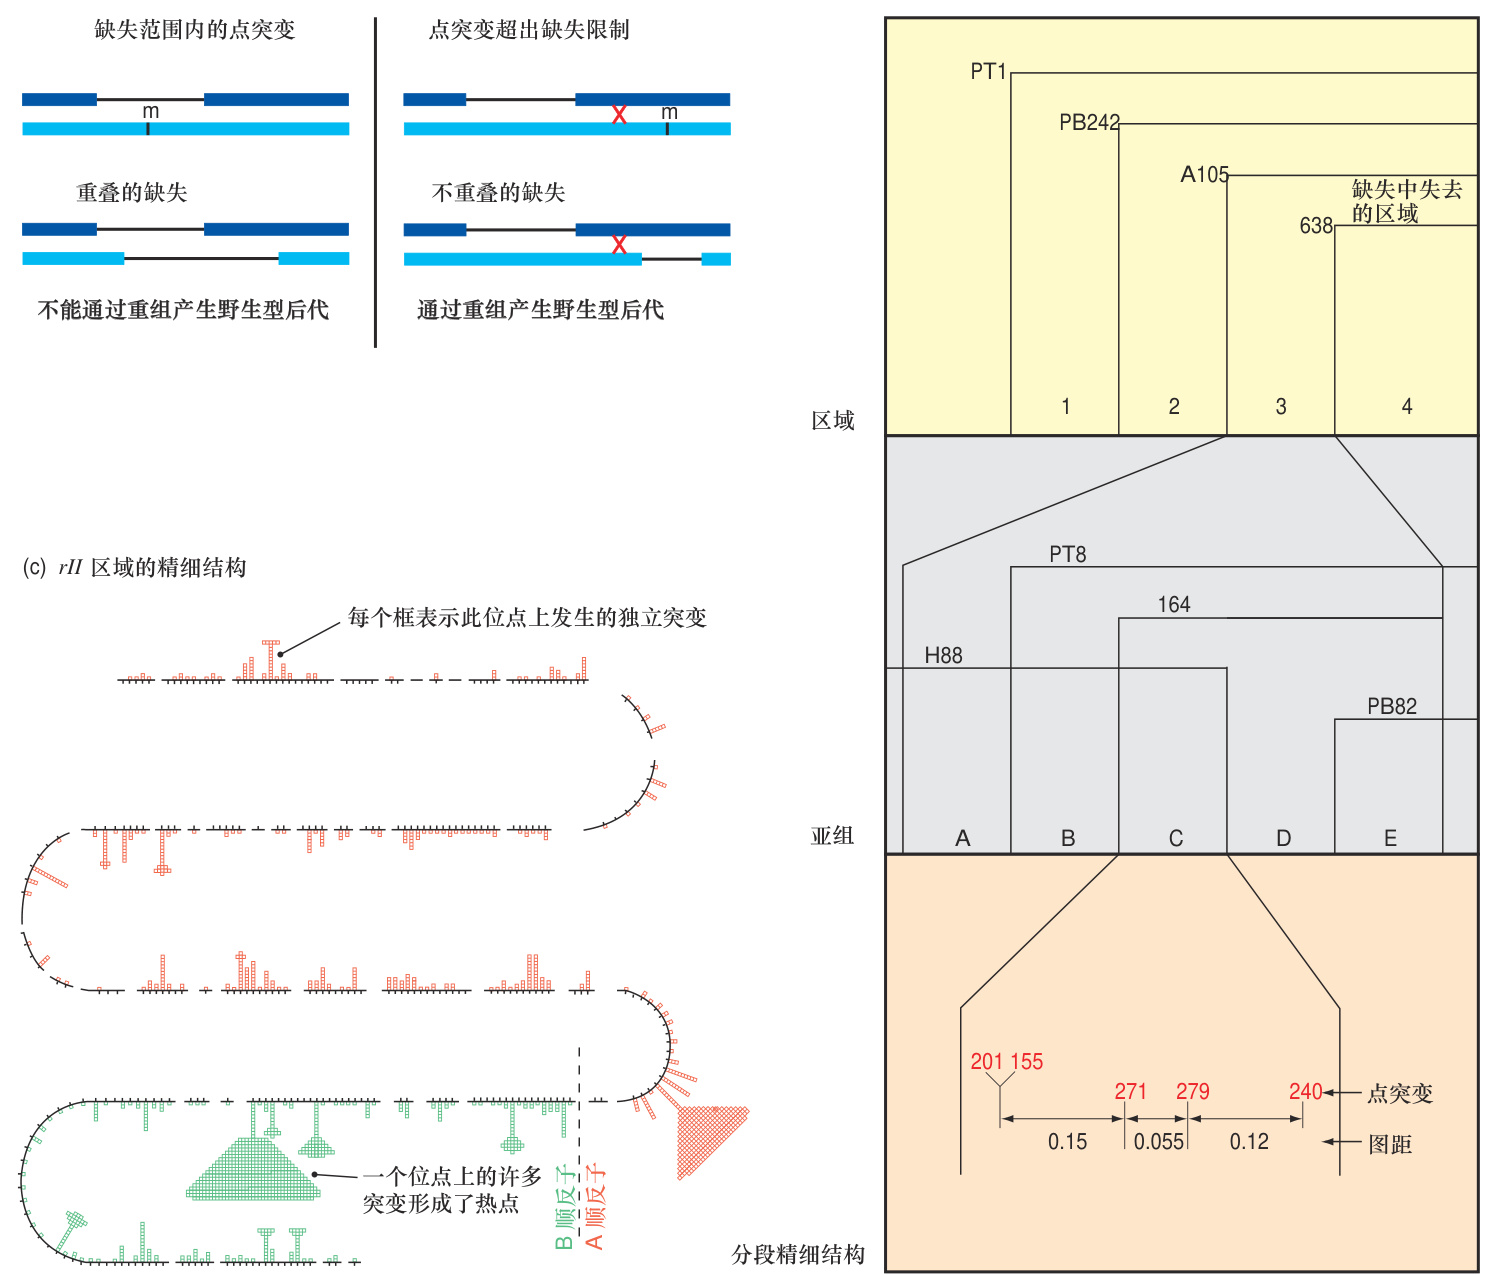 缺失范围内的点突变
点突变超出缺失限制
m
m
重叠的缺失
不重叠的缺失
不能通过重组产生野生型后代
通过重组产生野生型后代
PT1
PB242
A105
缺失中失去
的区域
638
区域
1 2 3 4
PT8
164
H88
PB82
亚组
A B C D E
201 155
271 279 240 点突变
0.15 0.055 0.12 图距
分段精细结构
(c) rII 区域的精细结构
每个框表示此位点上发生的独立突变
一个位点上的许多
突变形成了热点
B 顺反子
A 顺反子